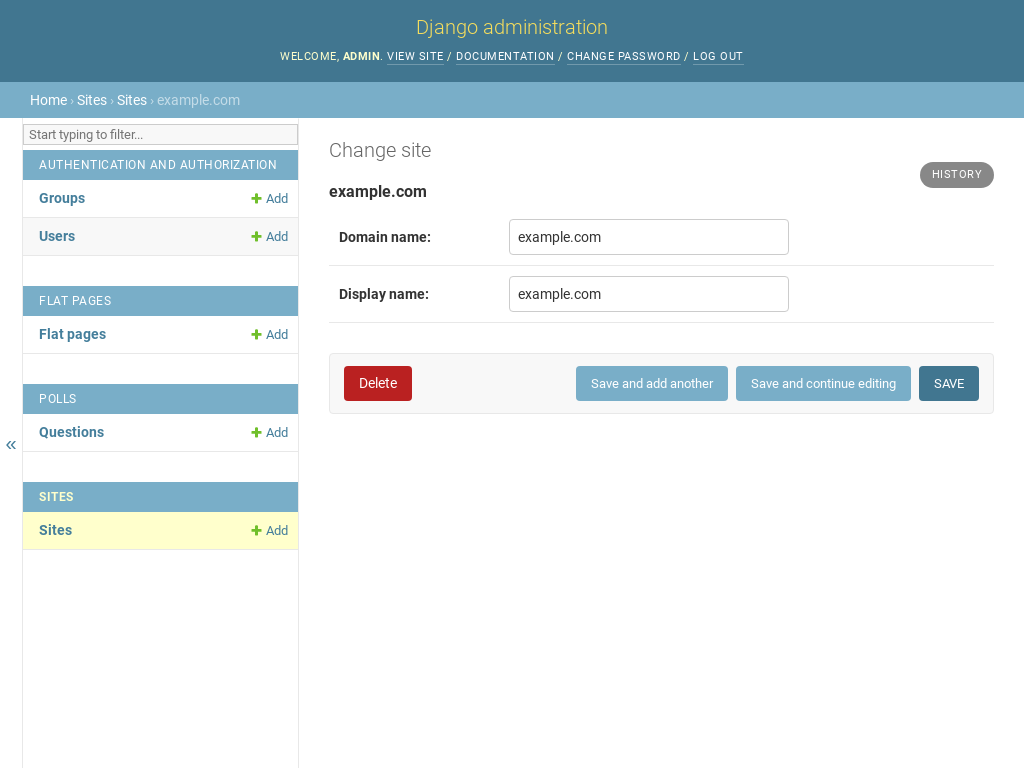 Django administration
WELCOME, ADMIN. VIEW SITE / DOCUMENTATION / CHANGE PASSWORD / LOG OUT
Home › Sites › Sites › example.com
Start typing to filter...
AUTHENTICATION AND AUTHORIZATION
Groups Add
Users Add
FLAT PAGES
Flat pages Add
POLLS
Questions Add
«
SITES
Sites Add
Change site
HISTORY
example.com
Domain name: example.com
Display name: example.com
Delete Save and add another Save and continue editing SAVE